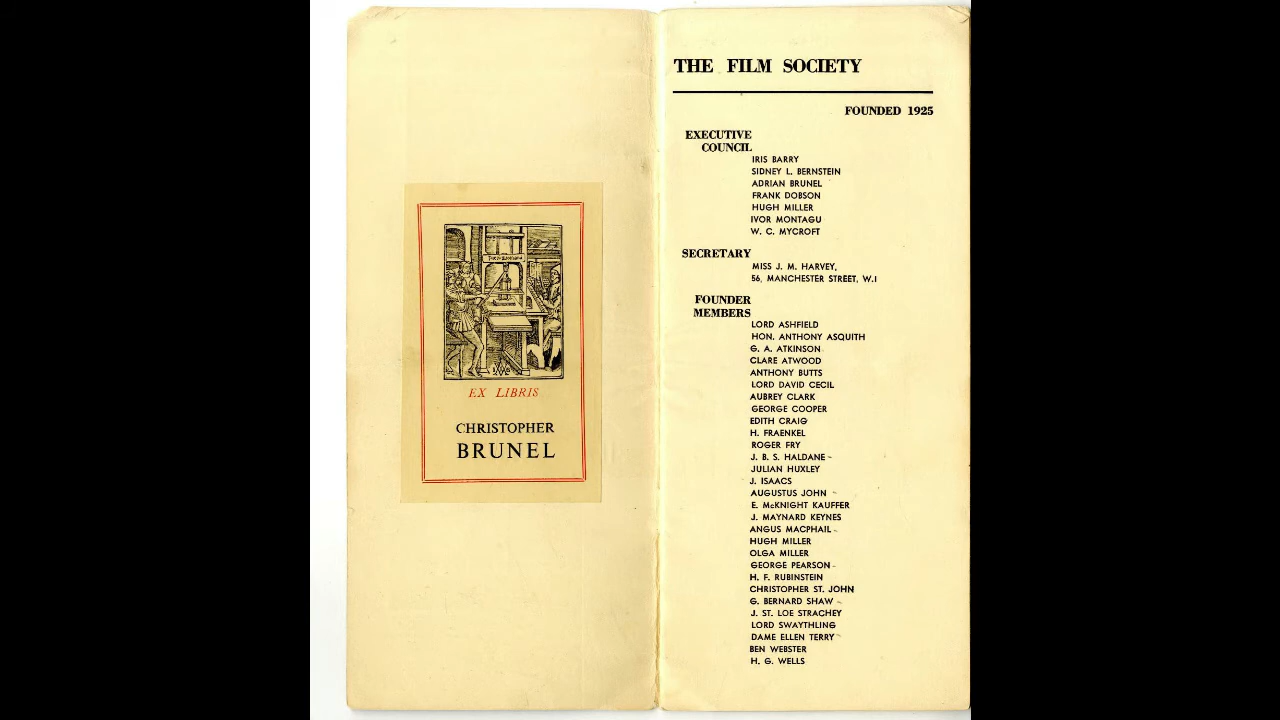 EX LIBRIS
CHRISTOPHER
BRUNEL
THE FILM SOCIETY
FOUNDED 1925
EXECUTIVE
COUNCIL
IRIS BARRY
SIDNEY L. BERNSTEIN
ADRIAN BRUNEL
FRANK DOBSON
HUGH MILLER
IVOR MONTAGU
W. C. MYCROFT
SECRETARY
MISS J. M. HARVEY,
56, MANCHESTER STREET, W.I
FOUNDER
MEMBERS
LORD ASHFIELD
HON. ANTHONY ASQUITH
G. A. ATKINSON
CLARE ATWOOD
ANTHONY BUTTS
LORD DAVID CECIL
AUBREY CLARK
GEORGE COOPER
EDITH CRAIG
H. FRAENKEL
ROGER FRY
J. B. S. HALDANE
JULIAN HUXLEY
J. ISAACS
AUGUSTUS JOHN
E. McKNIGHT KAUFFER
J. MAYNARD KEYNES
ANGUS MACPHAIL
HUGH MILLER
OLGA MILLER
GEORGE PEARSON
H. F. RUBINSTEIN
CHRISTOPHER ST. JOHN
G. BERNARD SHAW
J. ST. LOE STRACHEY
LORD SWAYTHLING
DAME ELLEN TERRY
BEN WEBSTER
H. G. WELLS